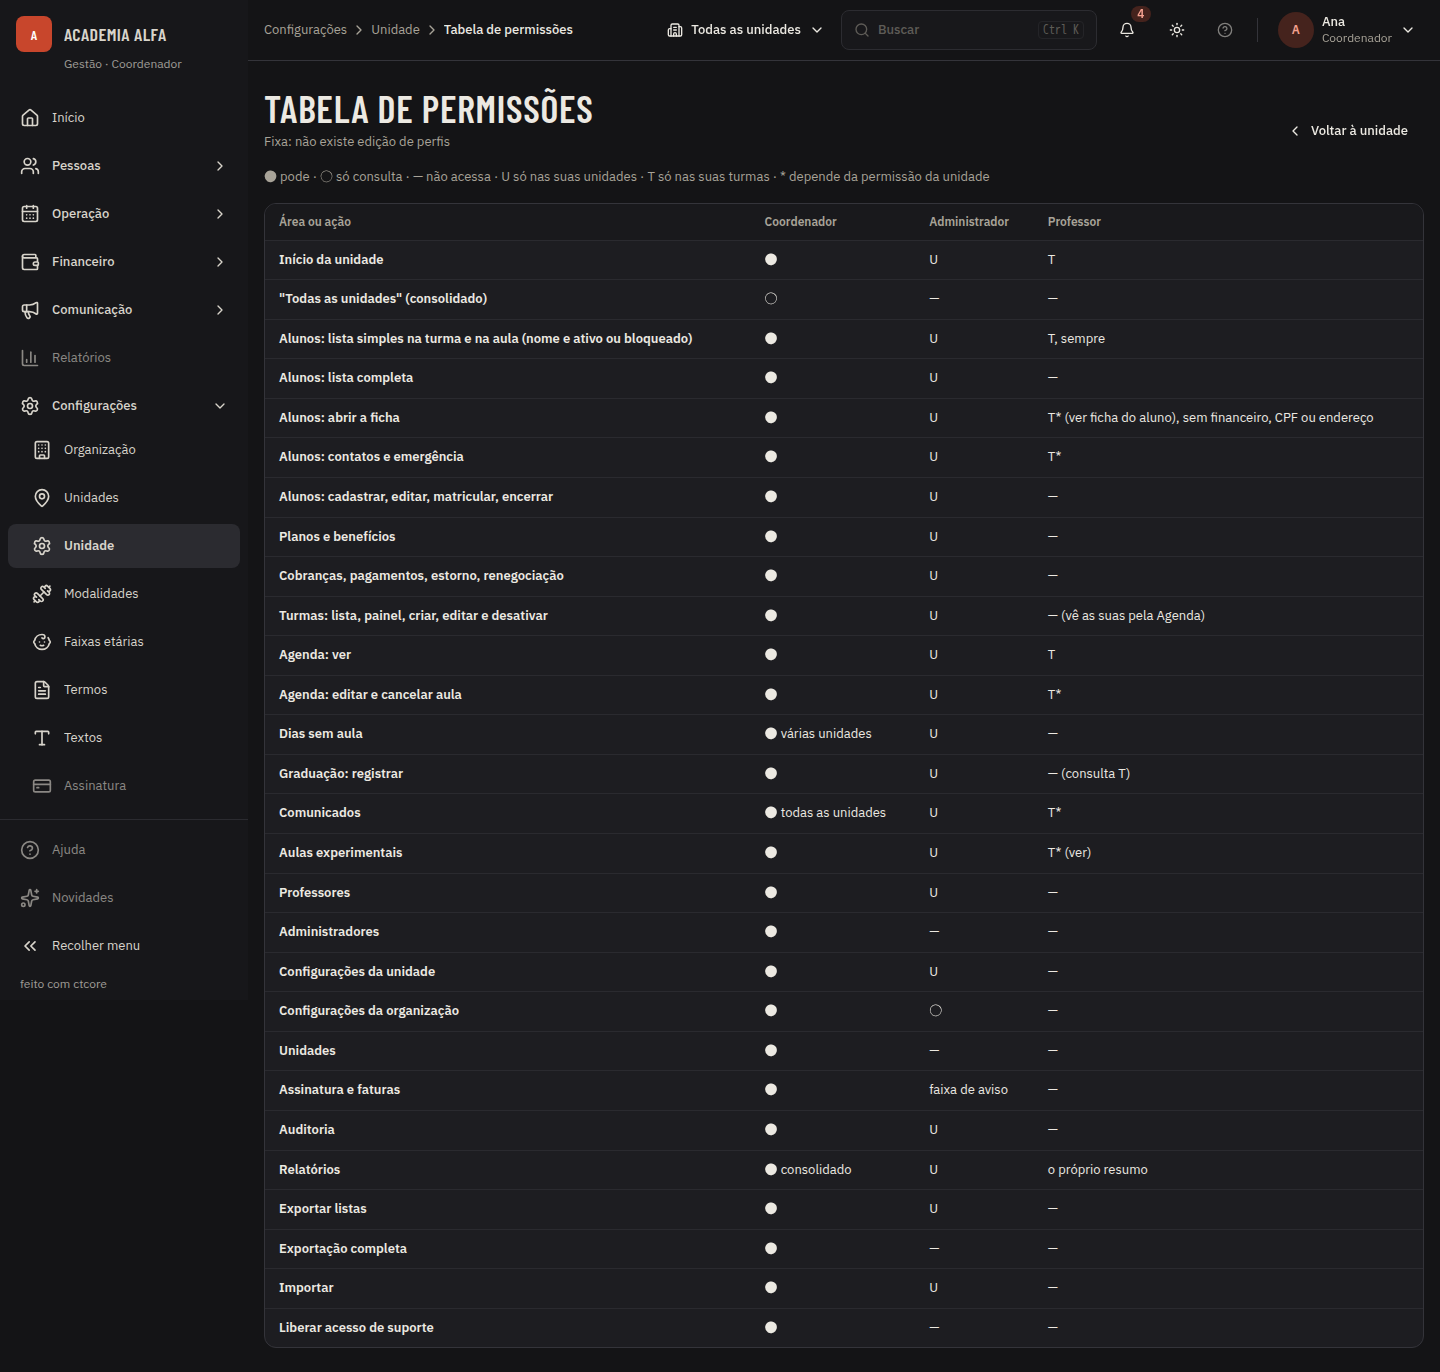 A
ACADEMIA ALFA
Gestão · Coordenador
Início
Pessoas
Operação
Financeiro
Comunicação
Relatórios
Configurações
Organização
Unidades
Unidade
Modalidades
Faixas etárias
Termos
Textos
Assinatura
Ajuda
Novidades
Recolher menu
feito com ctcore
Configurações > Unidade > Tabela de permissões
Todas as unidades
Buscar Ctrl K
4
A
Ana
Coordenador
TABELA DE PERMISSÕES
Fixa: não existe edição de perfis
Voltar à unidade
● pode · ○ só consulta · — não acessa · U só nas suas unidades · T só nas suas turmas · * depende da permissão da unidade
Área ou ação Coordenador Administrador Professor
Início da unidade ● U T
"Todas as unidades" (consolidado) ○ — —
Alunos: lista simples na turma e na aula (nome e ativo ou bloqueado) ● U T, sempre
Alunos: lista completa ● U —
Alunos: abrir a ficha ● U T* (ver ficha do aluno), sem financeiro, CPF ou endereço
Alunos: contatos e emergência ● U T*
Alunos: cadastrar, editar, matricular, encerrar ● U —
Planos e benefícios ● U —
Cobranças, pagamentos, estorno, renegociação ● U —
Turmas: lista, painel, criar, editar e desativar ● U — (vê as suas pela Agenda)
Agenda: ver ● U T
Agenda: editar e cancelar aula ● U T*
Dias sem aula ● várias unidades U —
Graduação: registrar ● U — (consulta T)
Comunicados ● todas as unidades U T*
Aulas experimentais ● U T* (ver)
Professores ● U —
Administradores ● — —
Configurações da unidade ● U —
Configurações da organização ● ○ —
Unidades ● — —
Assinatura e faturas ● faixa de aviso —
Auditoria ● U —
Relatórios ● consolidado U o próprio resumo
Exportar listas ● U —
Exportação completa ● — —
Importar ● U —
Liberar acesso de suporte ● — —